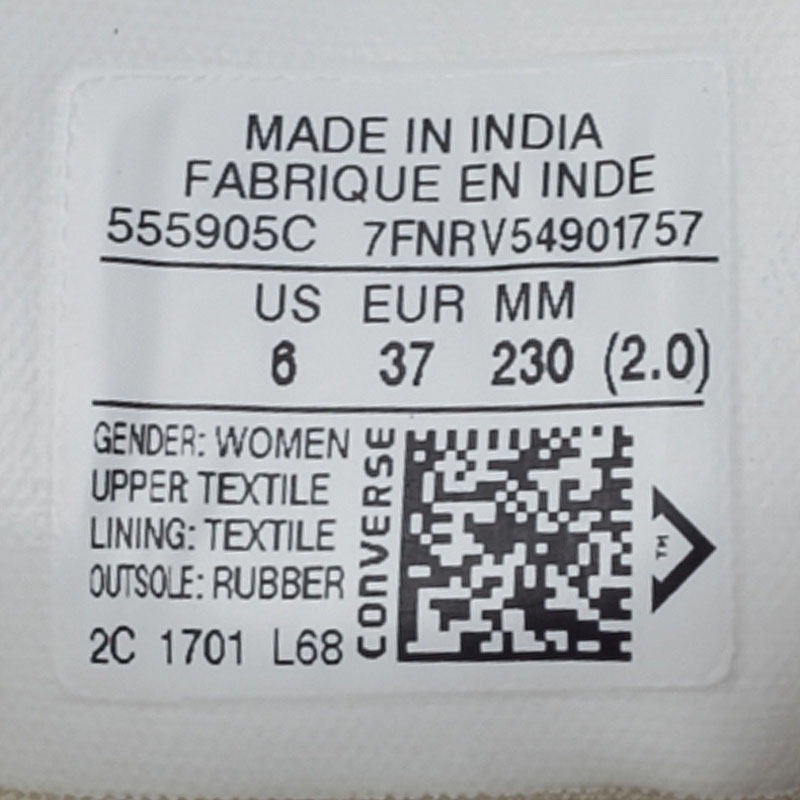 MADE IN INDIA
FABRIQUE EN INDE
555905C 7FNRV54901757
US EUR MM
6 37 230 (2.0)
GENDER: WOMEN
UPPER TEXTILE
LINING: TEXTILE
OUTSOLE: RUBBER
2C 1701 L68
CONVERSE
TM